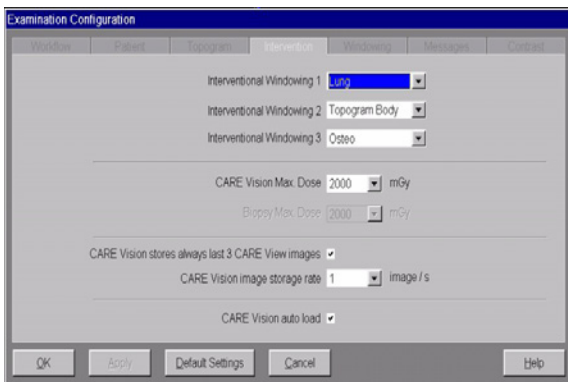 Examination Configuration
Workflow Patient Topogram Intervention Windowing Messages Contrast
Interventional Windowing 1 Lung
Interventional Windowing 2 Topogram Body
Interventional Windowing 3 Osteo
CARE Vision Max. Dose 2000 mGy
Biopsy Max. Dose 2000 mGy
CARE Vision stores always last 3 CARE View images
CARE Vision image storage rate 1 image / s
CARE Vision auto load
OK Apply Default Settings Cancel Help